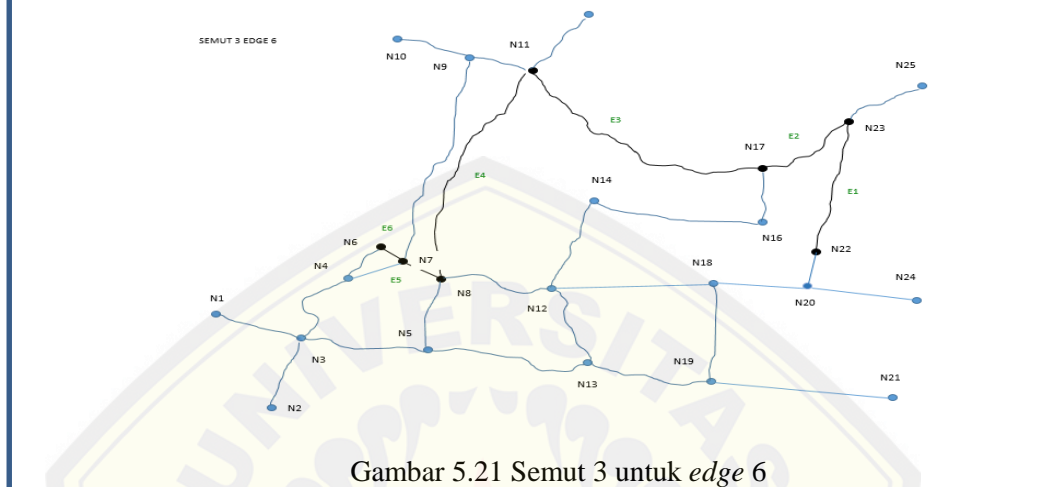 SEMUT 3 EDGE 6
N10
N9
N11
N25
N23
E3
E2
N17
E4
E1
N14
N16
N22
E6
N6
N7
N4
E5
N8
N18
N24
N20
N1
N12
N5
N3
N19
N13
N21
N2
UNIVERSITAS
Gambar 5.21 Semut 3 untuk edge 6